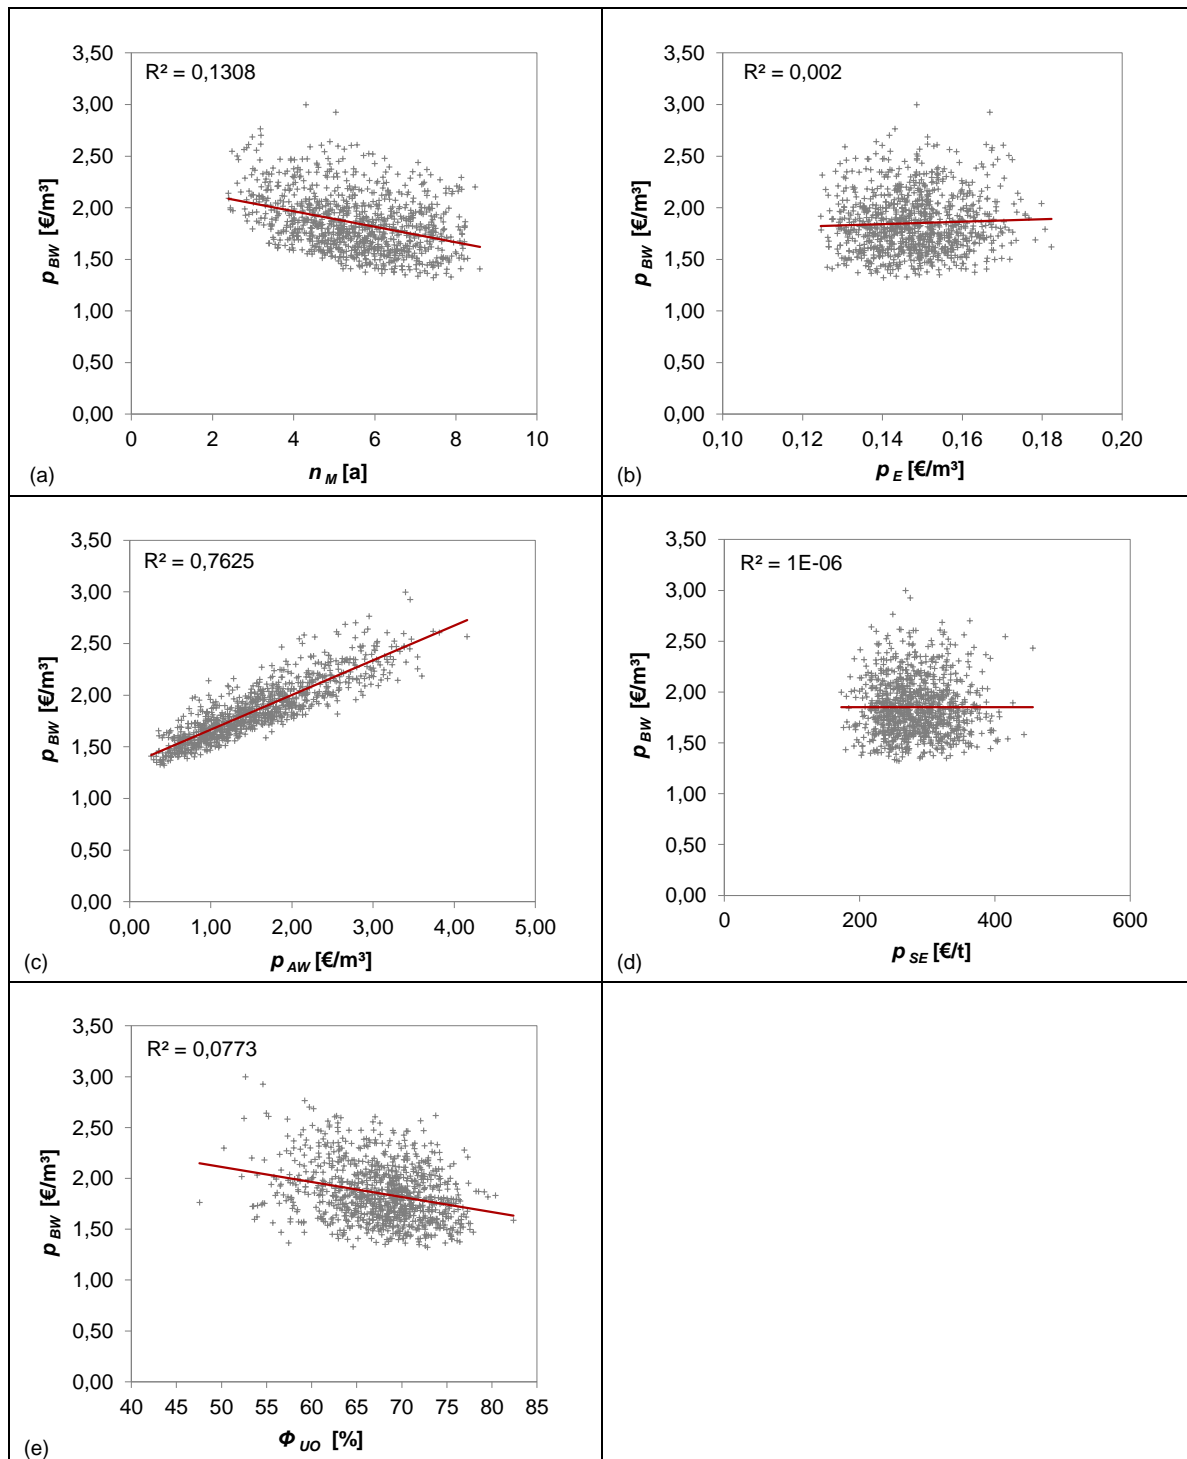 3,50
R² = 0,1308
3,00
2,50
2,00
1,50
1,00
0,50
0,00
p BW [€/m³]
0 2 4 6 8 10
n M [a]
(a)
3,50
R² = 0,002
3,00
2,50
2,00
1,50
1,00
0,50
0,00
p BW [€/m³]
0,10 0,12 0,14 0,16 0,18 0,20
p E [€/m³]
(b)
3,50
R² = 0,7625
3,00
2,50
2,00
1,50
1,00
0,50
0,00
p BW [€/m³]
0,00 1,00 2,00 3,00 4,00 5,00
p AW [€/m³]
(c)
3,50
R² = 1E-06
3,00
2,50
2,00
1,50
1,00
0,50
0,00
p BW [€/m³]
0 200 400 600
p SE [€/t]
(d)
3,50
R² = 0,0773
3,00
2,50
2,00
1,50
1,00
0,50
0,00
p BW [€/m³]
40 45 50 55 60 65 70 75 80 85
Φ UO [%]
(e)